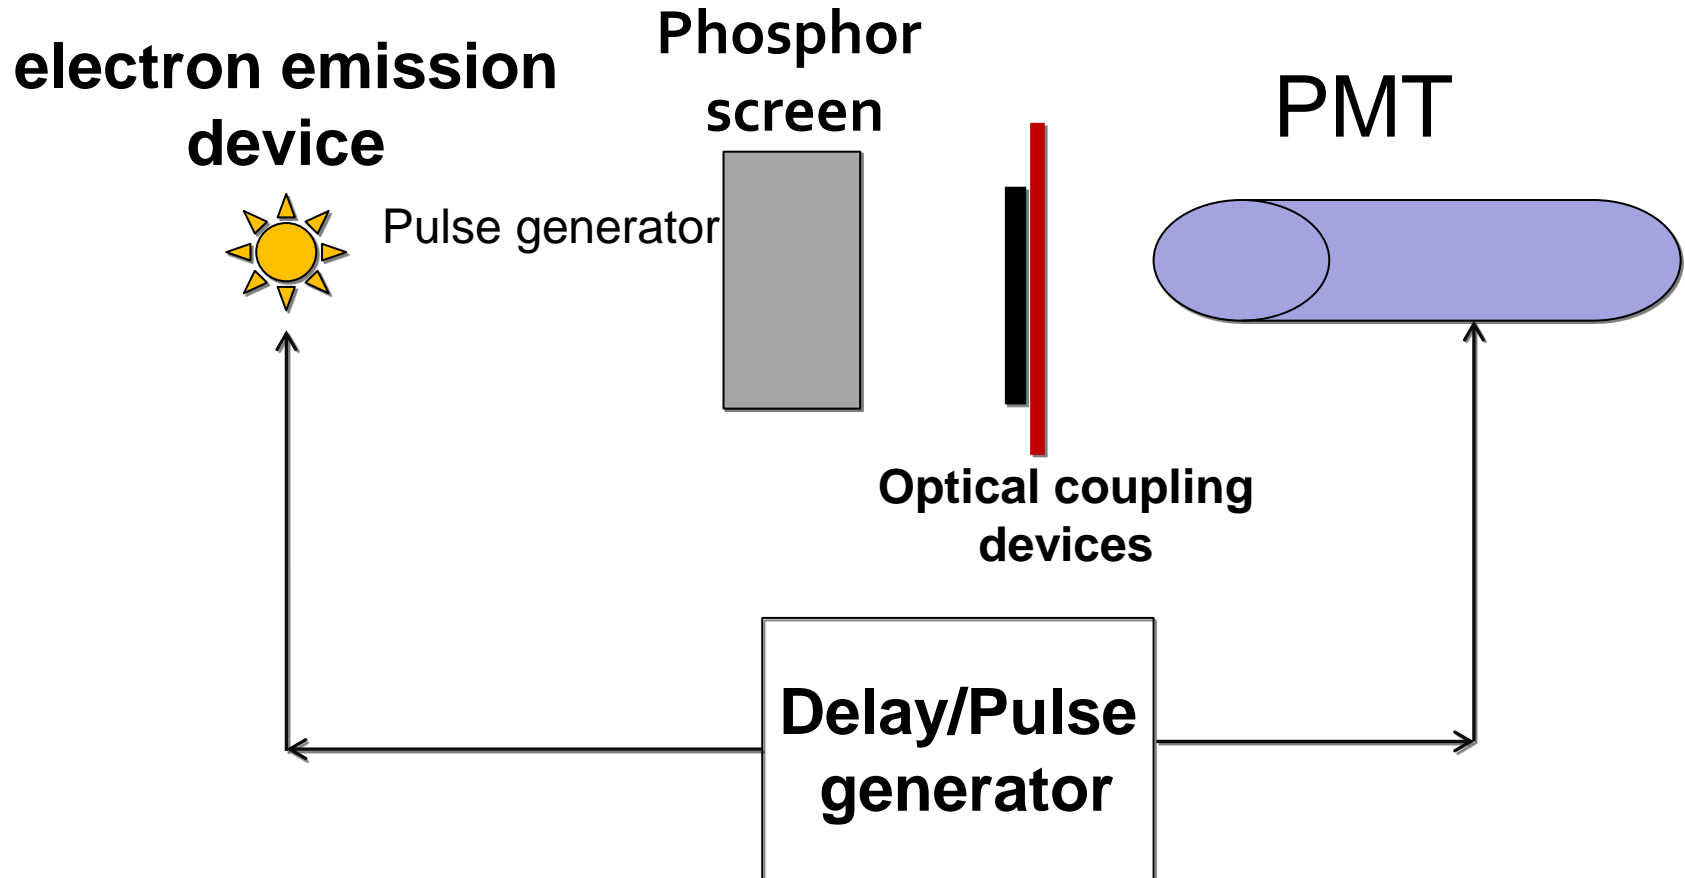 electron emission
device
Pulse generator
Phosphor
screen
PMT
Optical coupling
devices
Delay/Pulse
generator